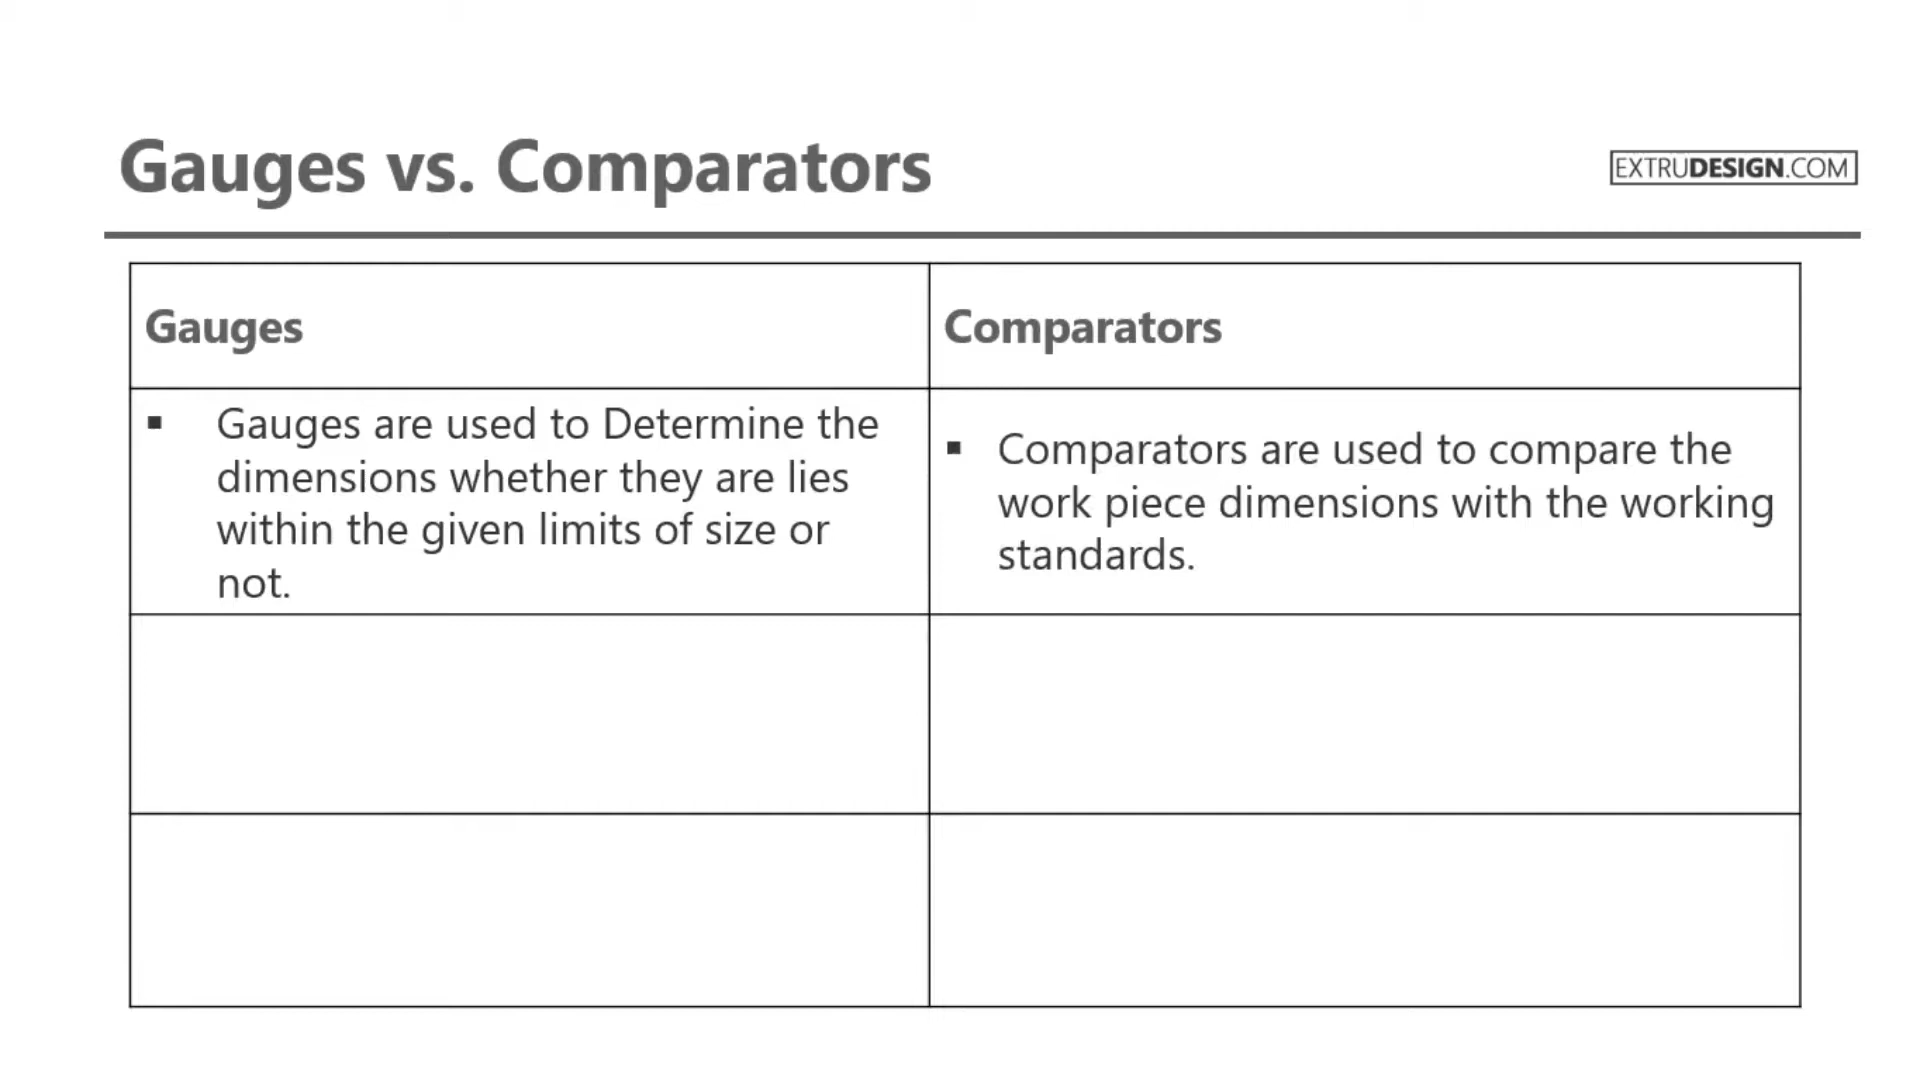 Gauges vs. Comparators
EXTRUDESIGN.COM
Gauges
Comparators
▪ Gauges are used to Determine the
dimensions whether they are lies
within the given limits of size or
not.
▪ Comparators are used to compare the
work piece dimensions with the working
standards.